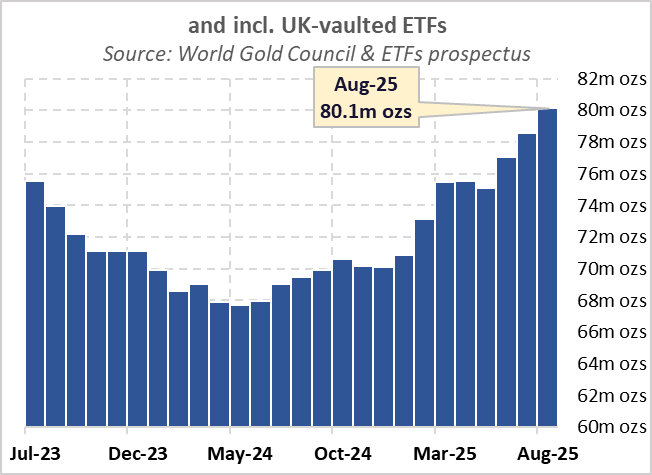 and incl. UK-vaulted ETFs
Source: World Gold Council & ETFs prospectus
Aug-25
80.1m ozs
82m ozs
80m ozs
78m ozs
76m ozs
74m ozs
72m ozs
70m ozs
68m ozs
66m ozs
64m ozs
62m ozs
60m ozs
Jul-23 Dec-23 May-24 Oct-24 Mar-25 Aug-25